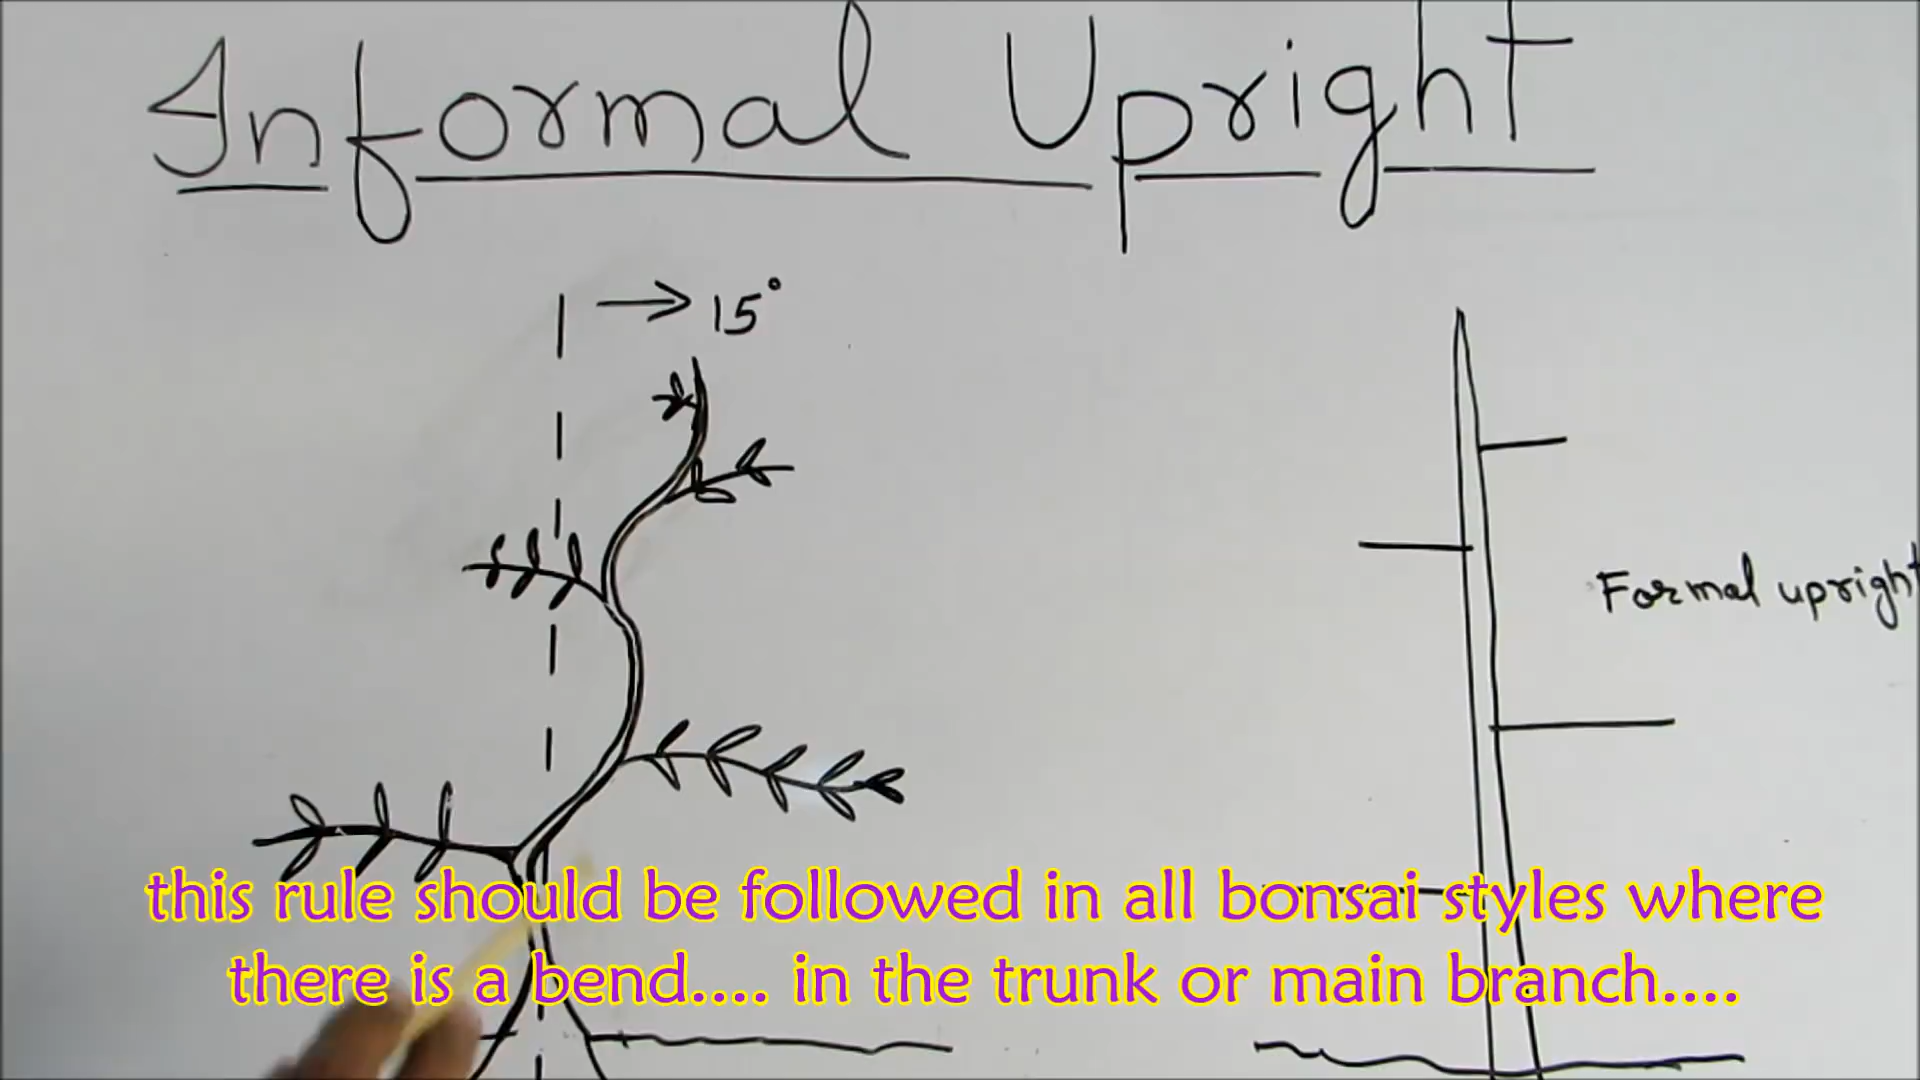 Informal Upright
15°
Formal upright
this rule should be followed in all bonsai styles where
there is a bend.... in the trunk or main branch....